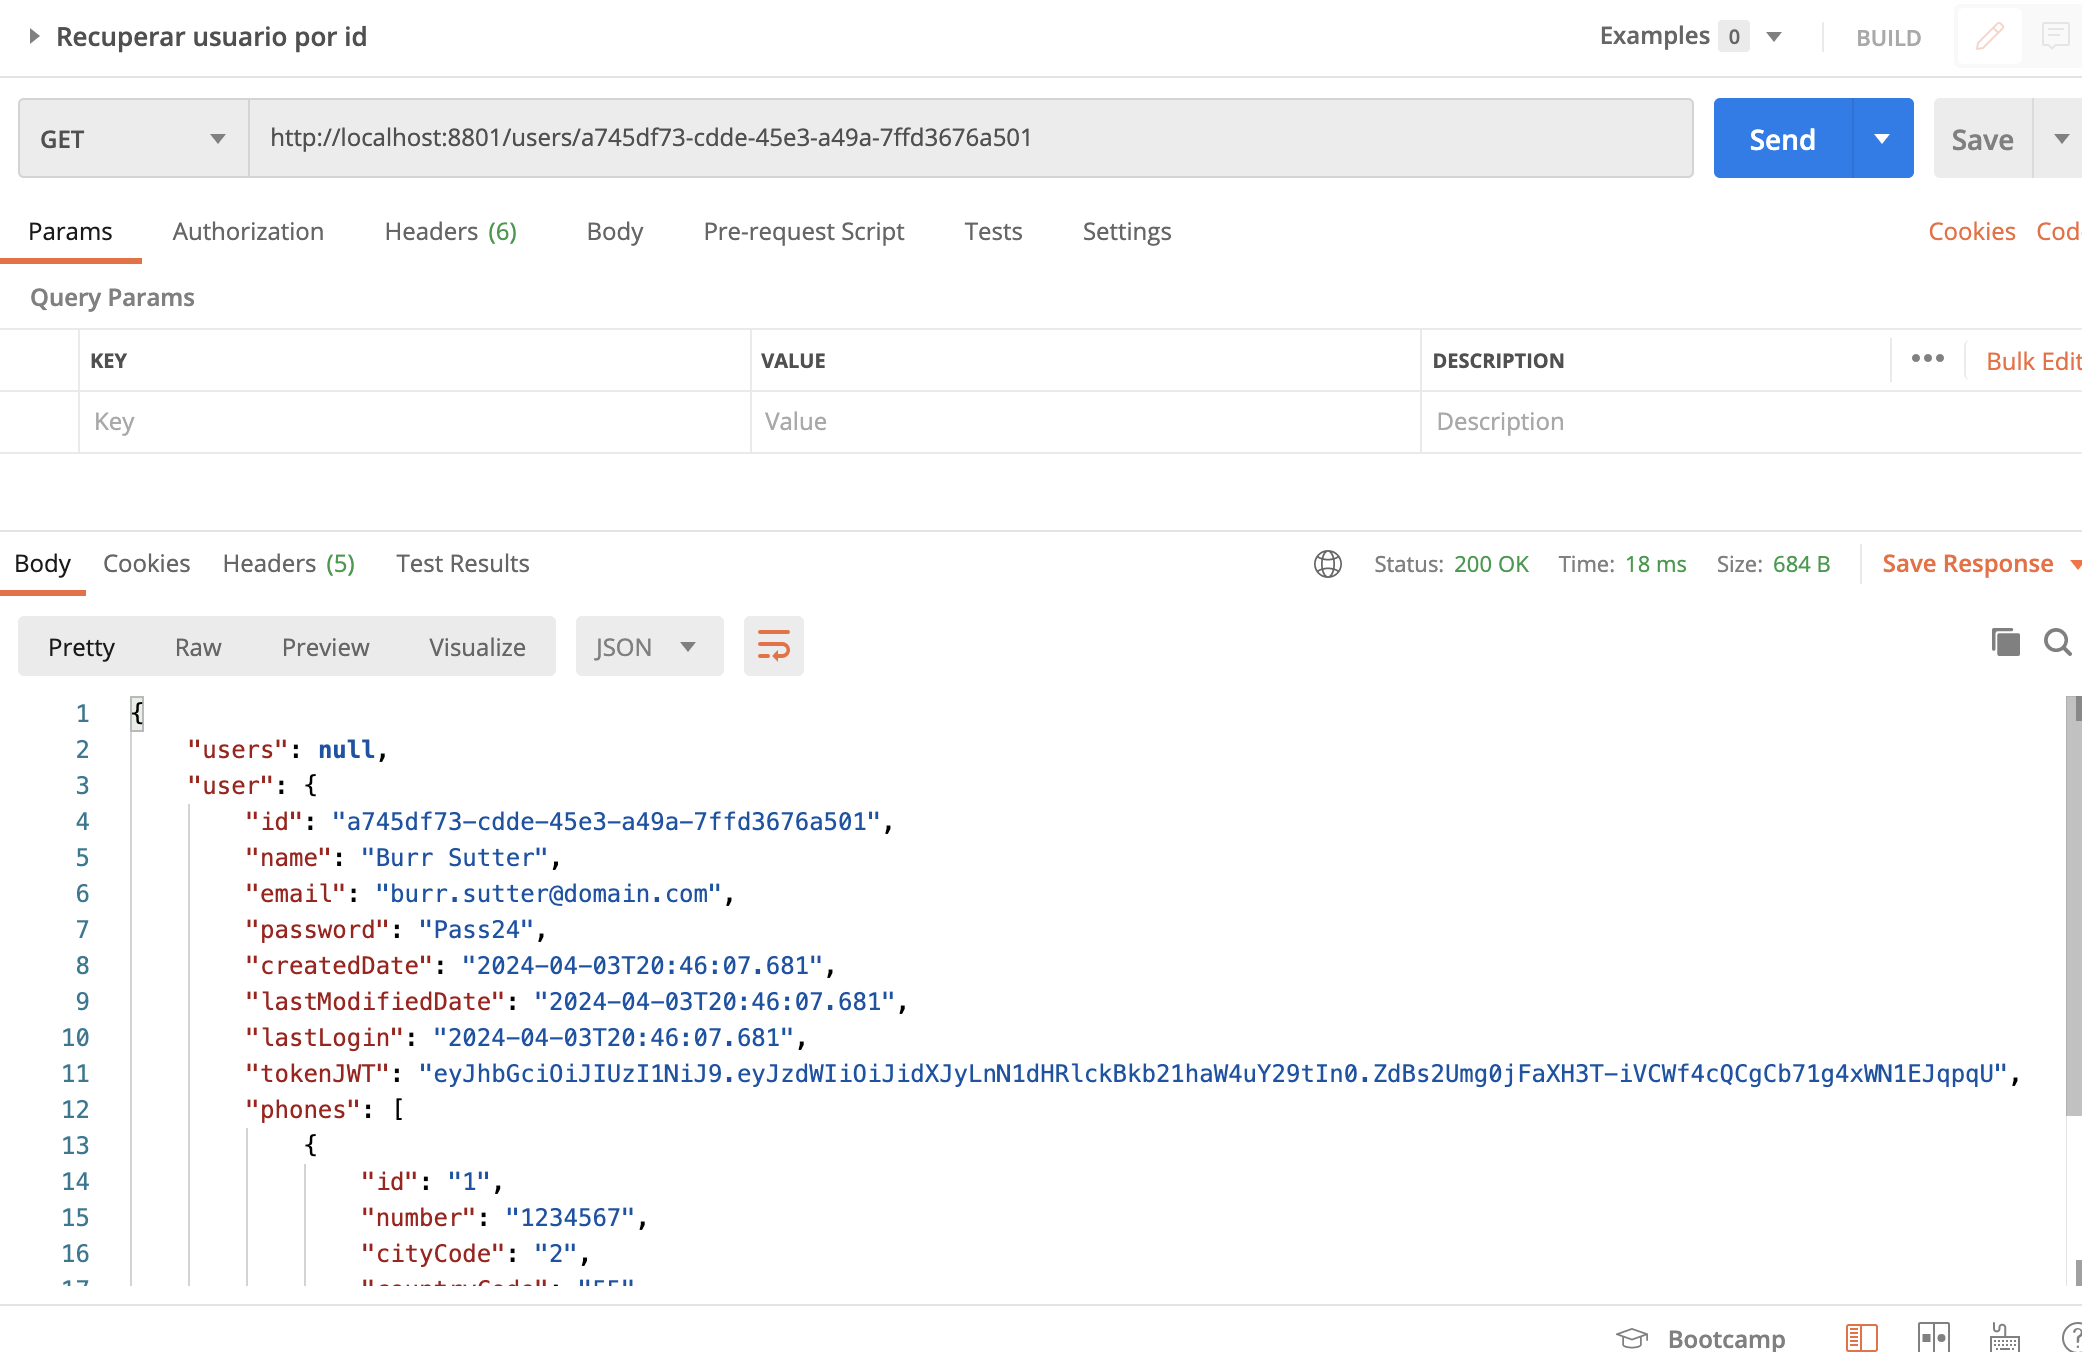 Recuperar usuario por id
Examples 0 BUILD
GET http://localhost:8801/users/a745df73-cdde-45e3-a49a-7ffd3676a501 Send Save
Params Authorization Headers (6) Body Pre-request Script Tests Settings Cookies Cod
Query Params
KEY VALUE DESCRIPTION ••• Bulk Edit
Key Value Description
Body Cookies Headers (5) Test Results Status: 200 OK Time: 18 ms Size: 684 B Save Response
Pretty Raw Preview Visualize JSON
1 {
2 "users": null,
3 "user": {
4 "id": "a745df73-cdde-45e3-a49a-7ffd3676a501",
5 "name": "Burr Sutter",
6 "email": "burr.sutter@domain.com",
7 "password": "Pass24",
8 "createdDate": "2024-04-03T20:46:07.681",
9 "lastModifiedDate": "2024-04-03T20:46:07.681",
10 "lastLogin": "2024-04-03T20:46:07.681",
11 "tokenJWT": "eyJhbGciOiJIUzI1NiJ9.eyJzdWIiOiJidXJyLnN1dHRlckBkb21haW4uY29tIn0.ZdBs2Umg0jFaXH3T-iVCWf4cQCgCb71g4xWN1EJqpqU",
12 "phones": [
13 {
14 "id": "1",
15 "number": "1234567",
16 "cityCode": "2",
17 "countryCode": "55"
Bootcamp